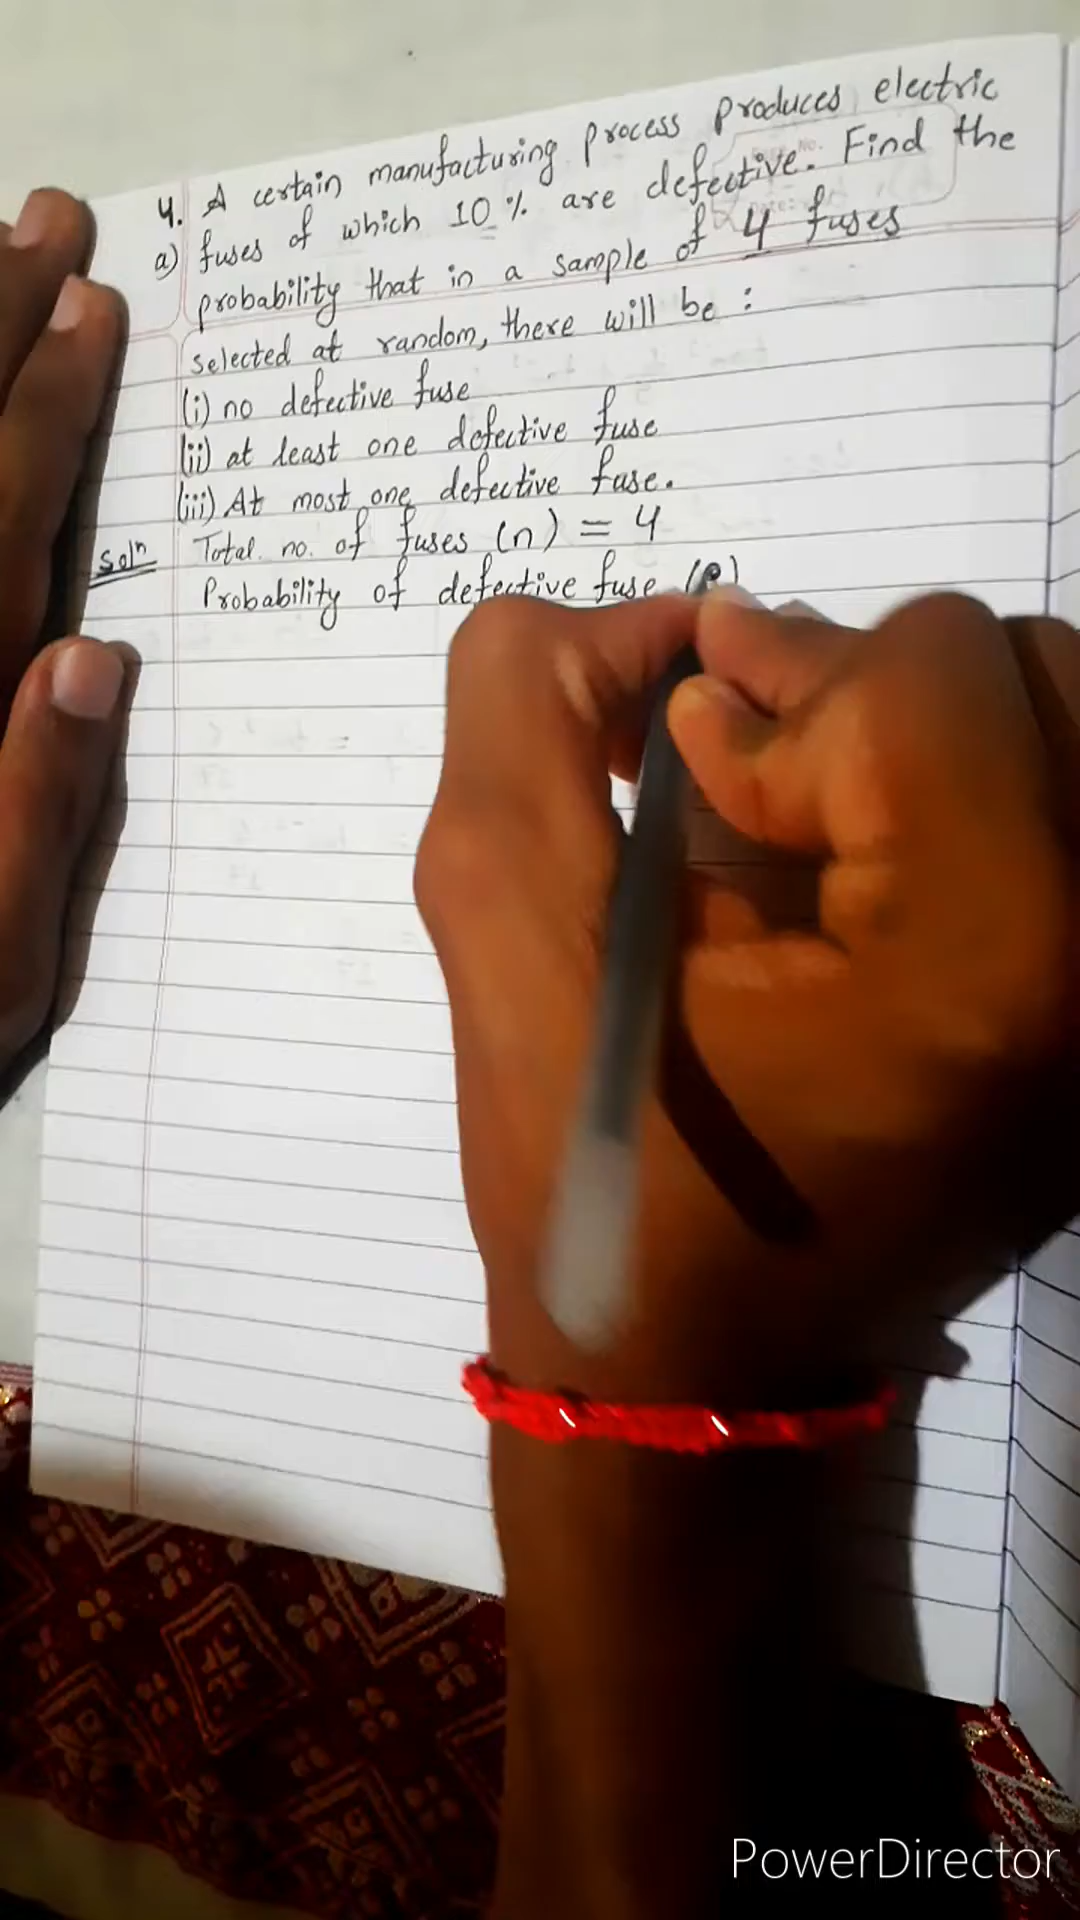 4. A certain manufacturing process produces electric
a) fuses of which 10 % are defective. Find the
probability that in a sample of 4 fuses
selected at random, there will be :
(i) no defective fuse
(ii) at least one defective fuse
(iii) At most one defective fuse.
Solⁿ Total no. of fuses (n) = 4
Probability of defective fuse (P)
PowerDirector